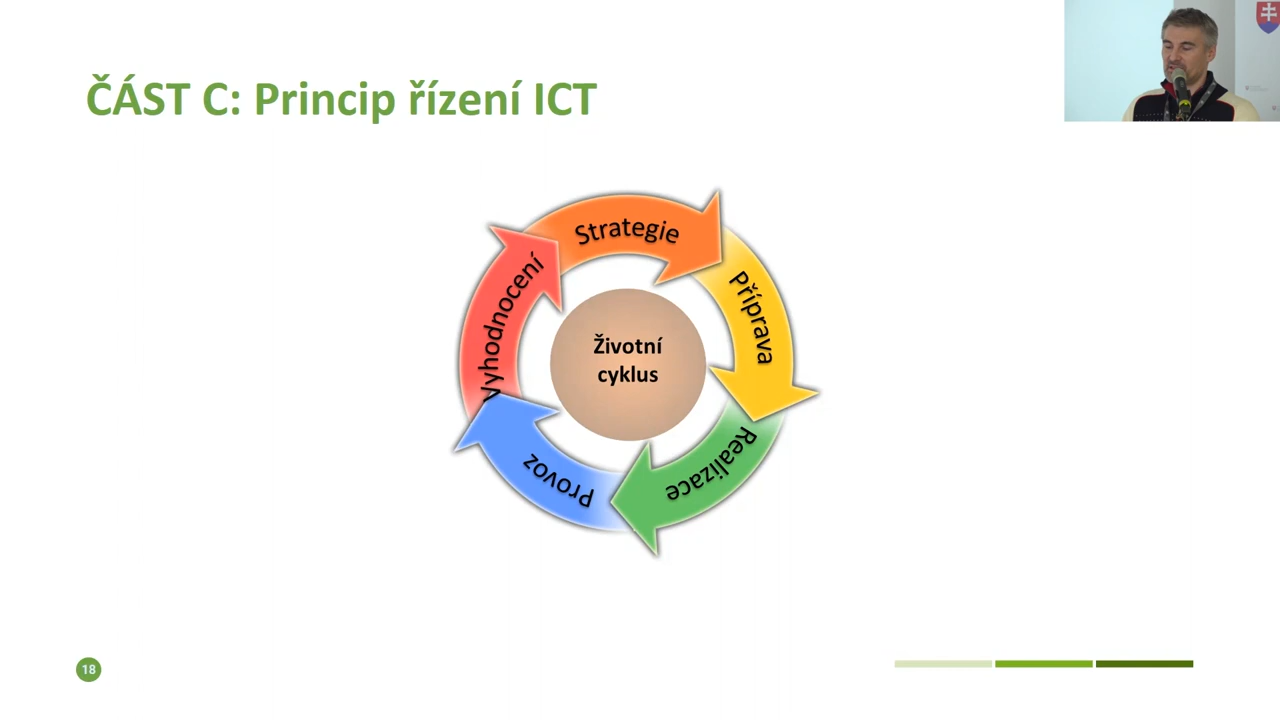 ČÁST C: Princip řízení ICT
Strategie
Příprava
Realizace
Provoz
Vyhodnocení
Životní
cyklus
18